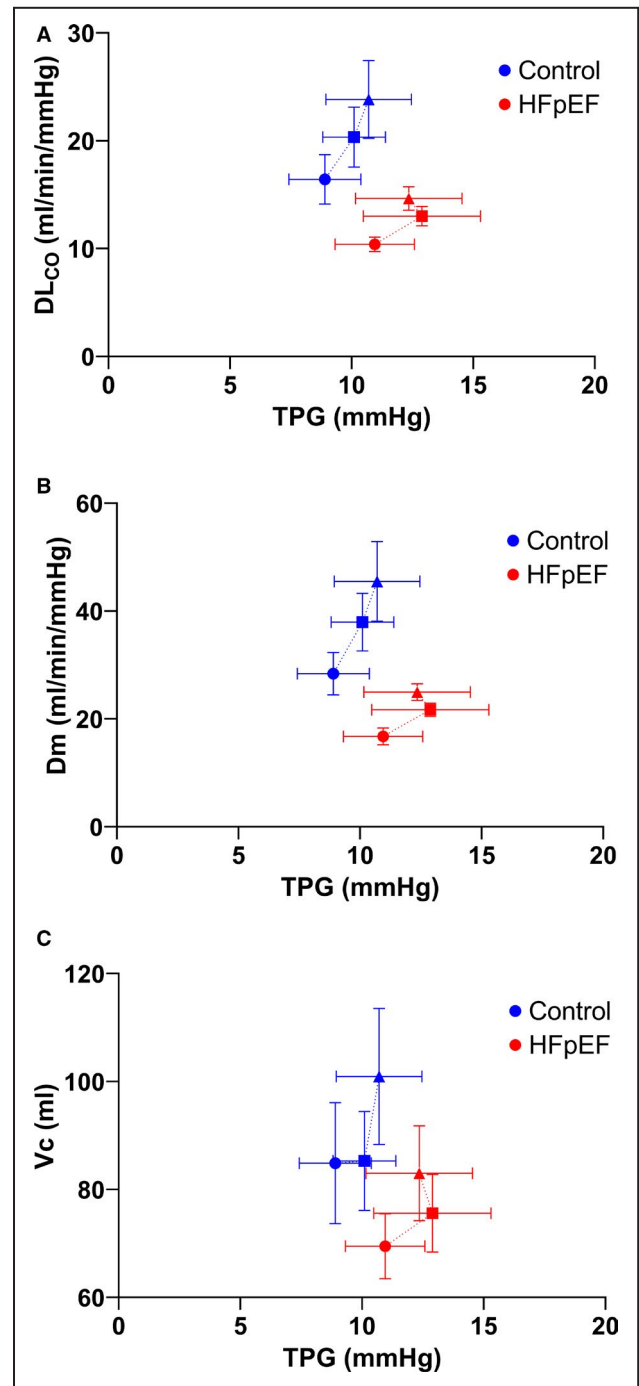 A
30
20
10
0
DLCO (ml/min/mmHg)
Control
HFpEF
0 5 10 15 20
TPG (mmHg)
B
60
40
20
0
Dm (ml/min/mmHg)
Control
HFpEF
0 5 10 15 20
TPG (mmHg)
C
120
100
80
60
Vc (ml)
Control
HFpEF
0 5 10 15 20
TPG (mmHg)